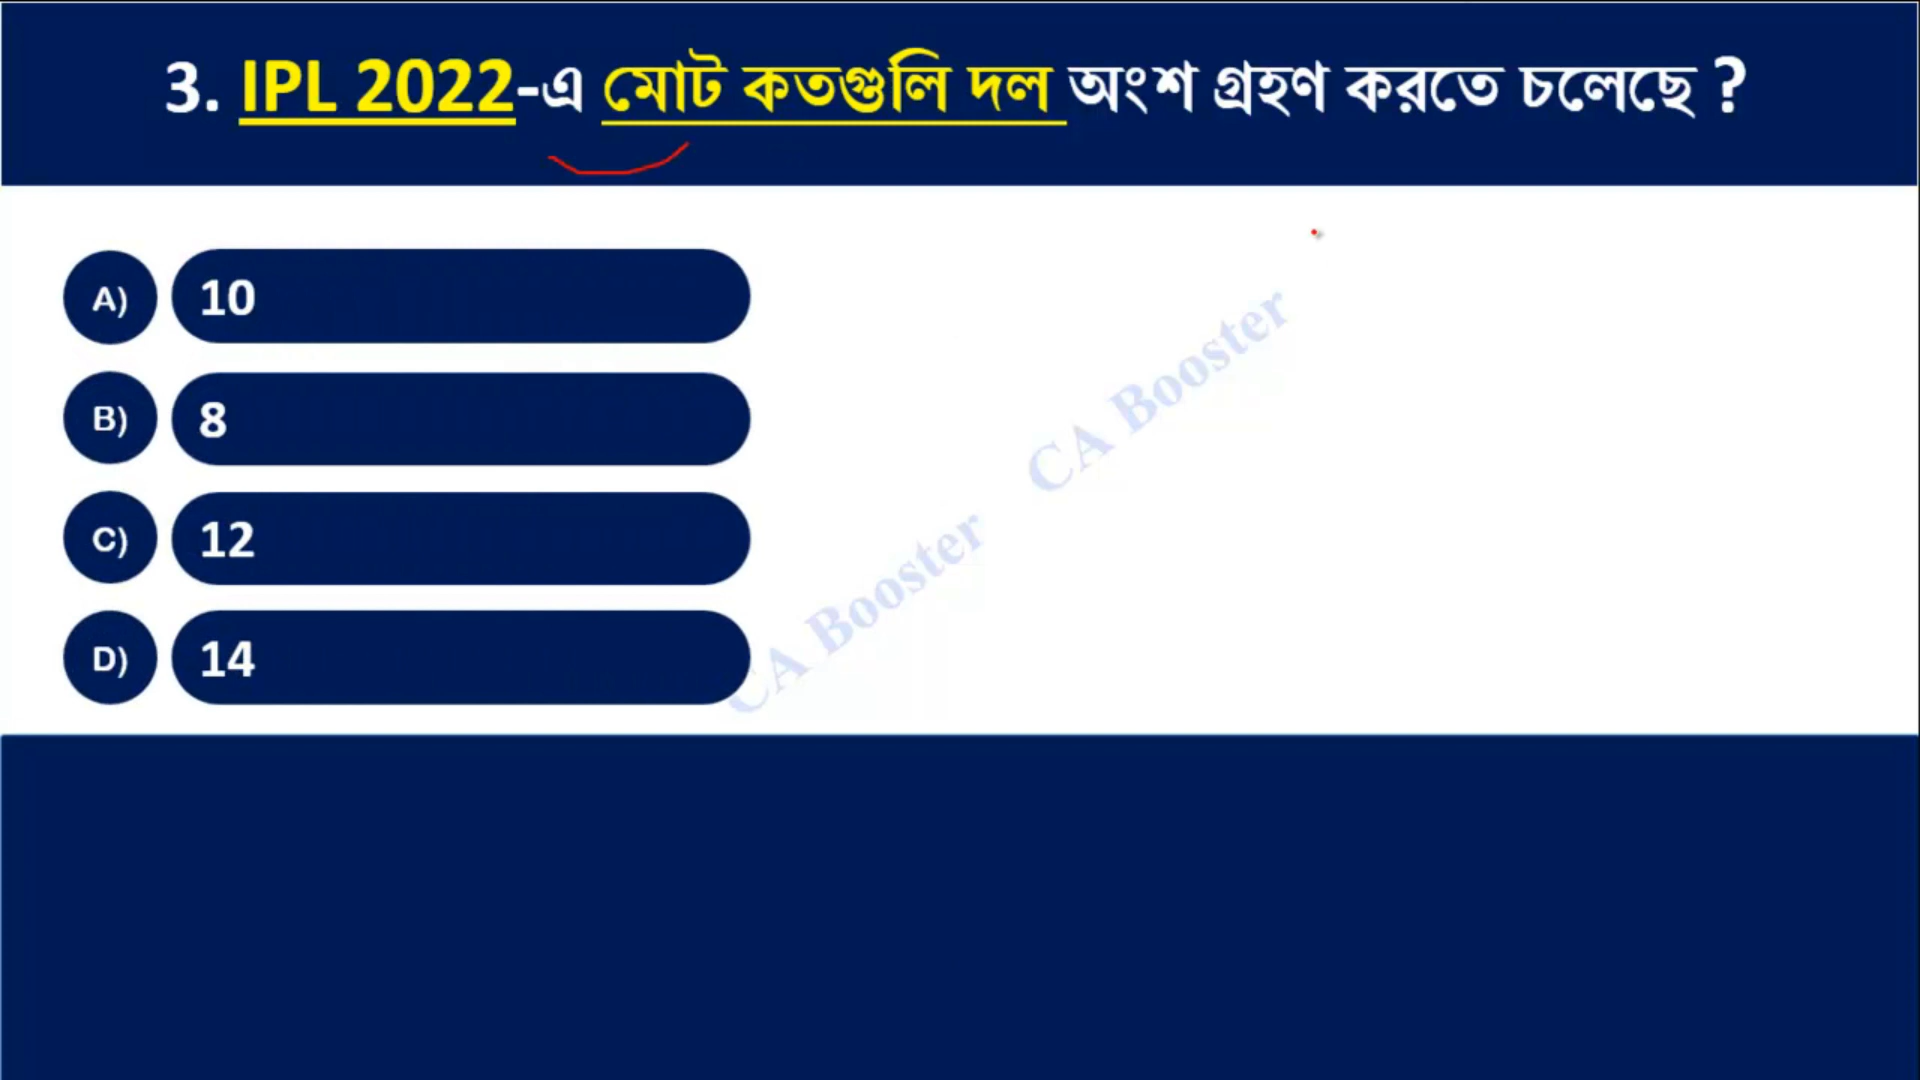 3. IPL 2022-এ মোট কতগুলি দল অংশ গ্রহণ করতে চলেছে ?
A) 10
B) 8
C) 12
D) 14
CA Booster
CA Booster